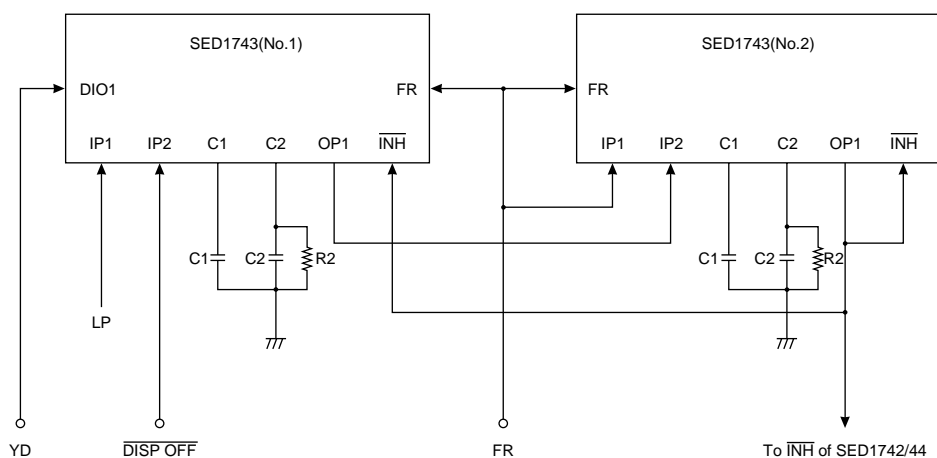 SED1743(No.1) SED1743(No.2)
DIO1 FR FR
IP1 IP2 C1 C2 OP1 INH IP1 IP2 C1 C2 OP1 INH
C1 C2 R2 C1 C2 R2
LP
YD DISP OFF FR To INH of SED1742/44